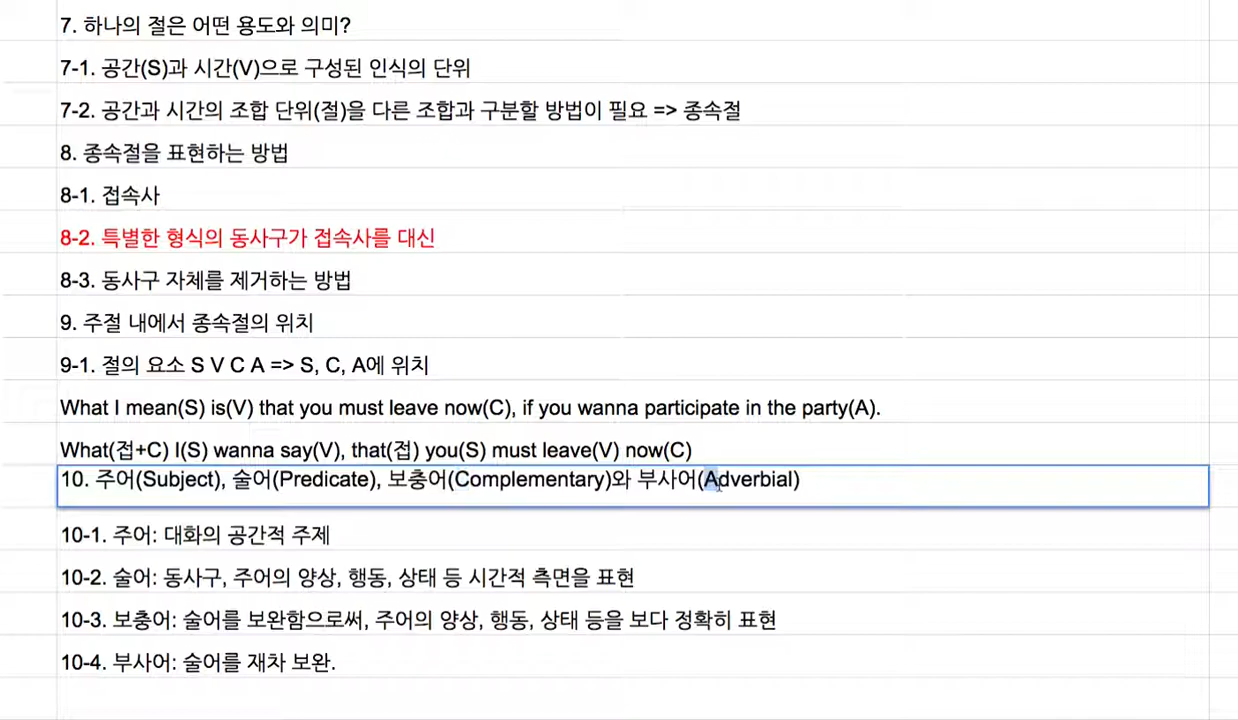 7. 하나의 절은 어떤 용도와 의미?
7-1. 공간(S)과 시간(V)으로 구성된 인식의 단위
7-2. 공간과 시간의 조합 단위(절)을 다른 조합과 구분할 방법이 필요 => 종속절
8. 종속절을 표현하는 방법
8-1. 접속사
8-2. 특별한 형식의 동사구가 접속사를 대신
8-3. 동사구 자체를 제거하는 방법
9. 주절 내에서 종속절의 위치
9-1. 절의 요소 S V C A => S, C, A에 위치
What I mean(S) is(V) that you must leave now(C), if you wanna participate in the party(A).
What(접+C) I(S) wanna say(V), that(접) you(S) must leave(V) now(C)
10. 주어(Subject), 술어(Predicate), 보충어(Complementary)와 부사어(Adverbial)
10-1. 주어: 대화의 공간적 주제
10-2. 술어: 동사구, 주어의 양상, 행동, 상태 등 시간적 측면을 표현
10-3. 보충어: 술어를 보완함으로써, 주어의 양상, 행동, 상태 등을 보다 정확히 표현
10-4. 부사어: 술어를 재차 보완.